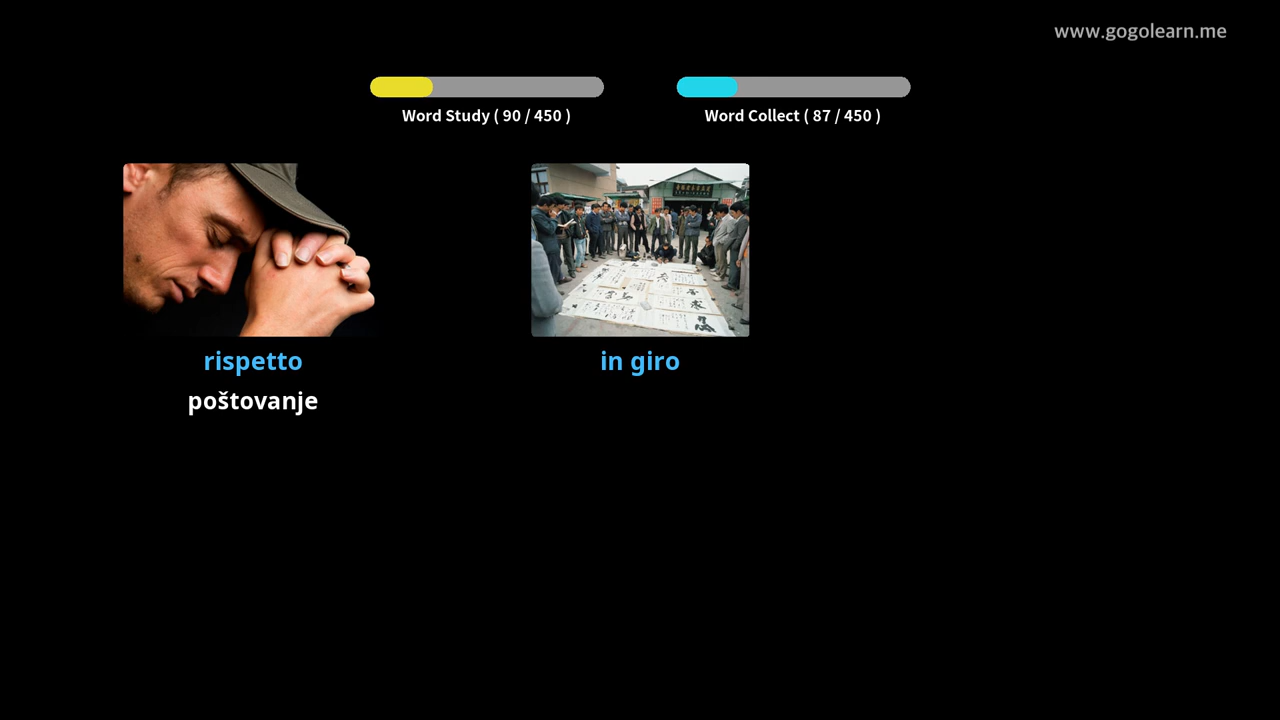 www.gogolearn.me
Word Study ( 90 / 450 )
Word Collect ( 87 / 450 )
rispetto
poštovanje
in giro